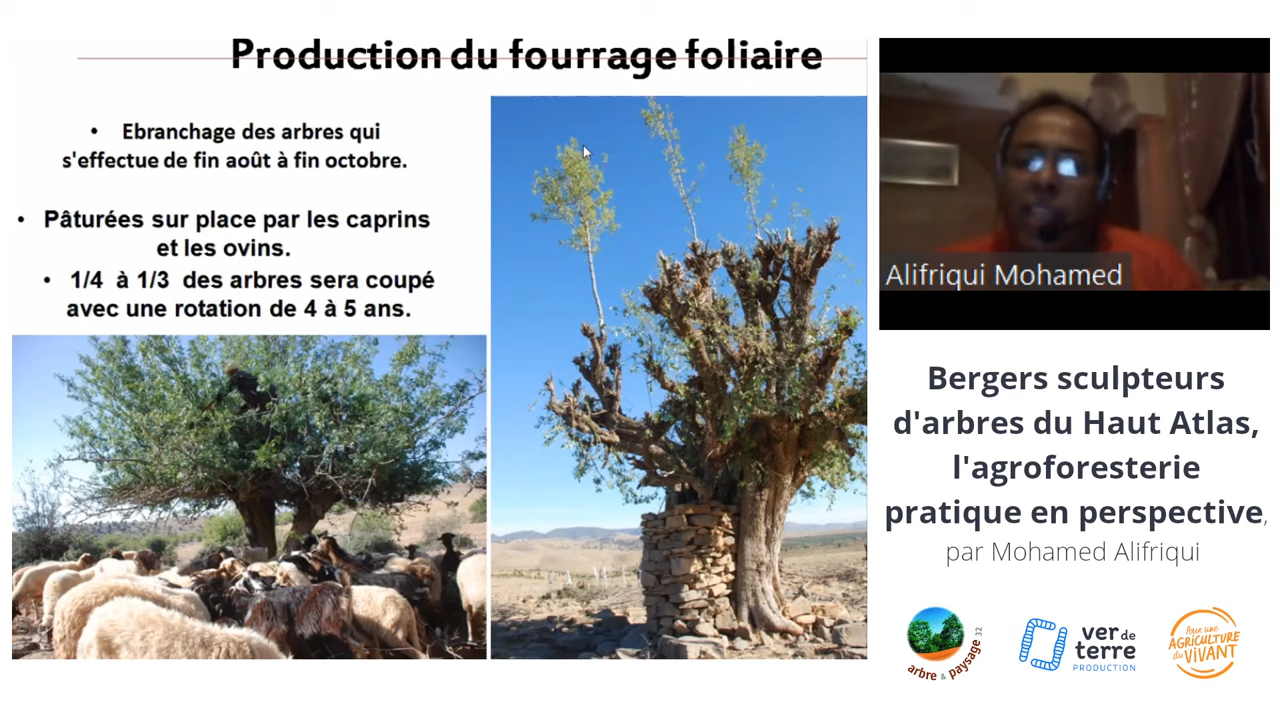 Production du fourrage foliaire
• Ebranchage des arbres qui
s'effectue de fin août à fin octobre.
• Pâturées sur place par les caprins
et les ovins.
• 1/4 à 1/3 des arbres sera coupé
avec une rotation de 4 à 5 ans.
Alifriqui Mohamed
Bergers sculpteurs
d'arbres du Haut Atlas,
l'agroforesterie
pratique en perspective,
par Mohamed Alifriqui
arbre & paysage 32
ver de
terre
PRODUCTION
Pour une
AGRICULTURE
du VIVANT